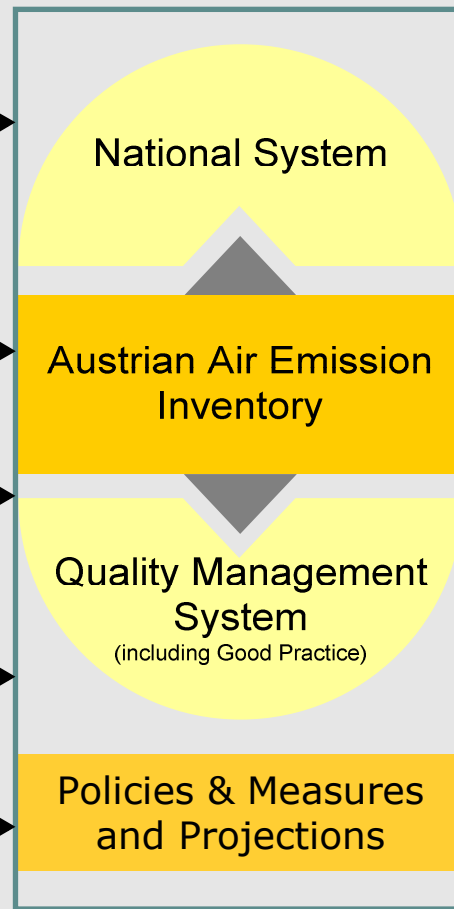 National System
Austrian Air Emission
Inventory
Quality Management
System
(including Good Practice)
Policies & Measures
and Projections